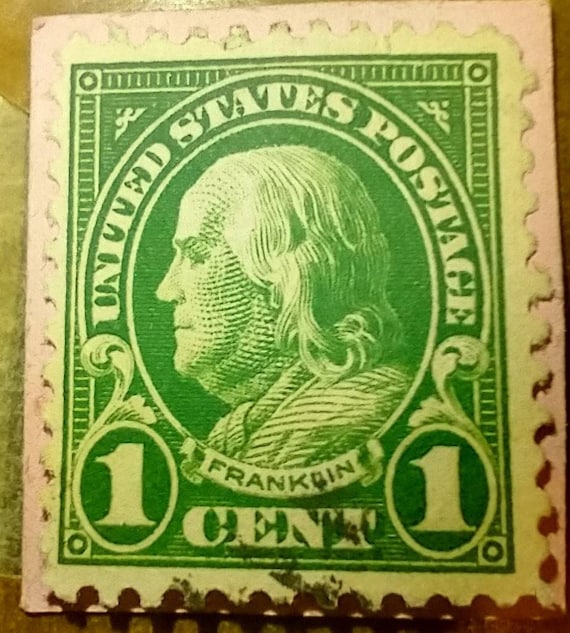 UNITED STATES POSTAGE
FRANKLIN
1 CENT 1